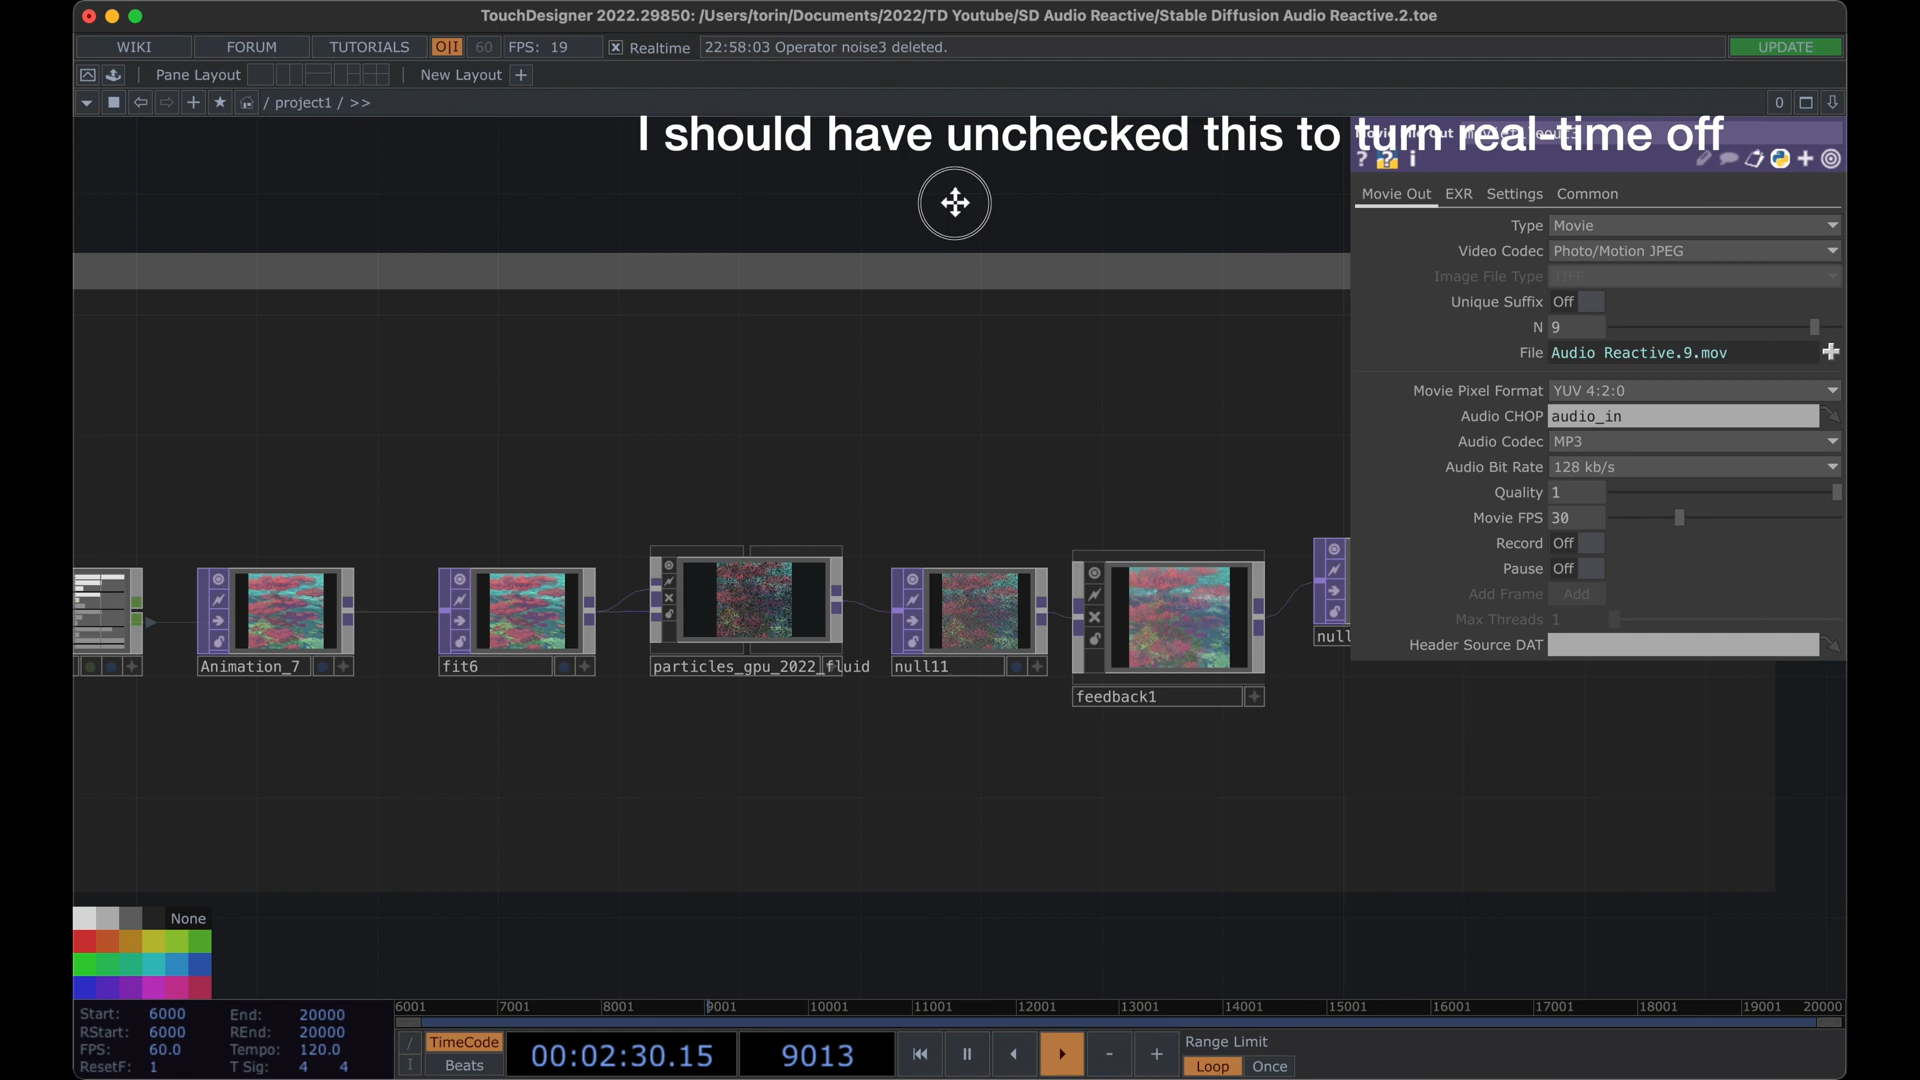 TouchDesigner 2022.29850: /Users/torin/Documents/2022/TD Youtube/SD Audio Reactive/Stable Diffusion Audio Reactive.2.toe
WIKI FORUM TUTORIALS O|I 60 FPS: 19 Realtime 22:58:03 Operator noise3 deleted. UPDATE
Pane Layout New Layout +
/ project1 / >> 0
I should have unchecked this to turn real-time off
? ? i
Movie Out EXR Settings Common
Type Movie
Video Codec Photo/Motion JPEG
Image File Type TIFF
Unique Suffix Off
N 9
File Audio Reactive.9.mov
Movie Pixel Format YUV 4:2:0
Audio CHOP audio_in
Audio Codec MP3
Audio Bit Rate 128 kb/s
Quality 1
Movie FPS 30
Record Off
Pause Off
Add Frame Add
Max Threads 1
Header Source DAT
Animation_7 fit6 particles_gpu_2022_fluid null11 feedback1 null
None
6001 7001 8001 9001 10001 11001 12001 13001 14001 15001 16001 17001 18001 19001 20000
Start: 6000 End: 20000
RStart: 6000 REnd: 20000
FPS: 60.0 Tempo: 120.0
ResetF: 1 T Sig: 4 4
TimeCode
Beats
00:02:30.15 9013 - +
Range Limit
Loop Once